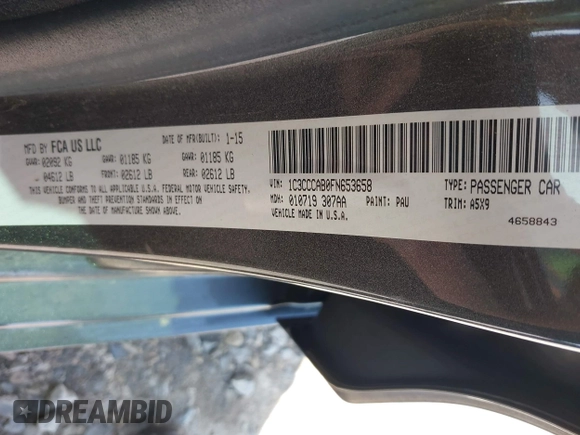 MFD BY FCA US LLC
DATE OF MFR(BUILT): 1-15
GVWR: 02092 KG GAWR: 01185 KG GAWR: 01185 KG
04612 LB FRONT: 02612 LB REAR: 02612 LB
THIS VEHICLE CONFORMS TO ALL APPLICABLE U.S.A. FEDERAL MOTOR VEHICLE SAFETY,
BUMPER AND THEFT PREVENTION STANDARDS IN EFFECT ON
THE DATE OF MANUFACTURE SHOWN ABOVE.
VIN: 1C3CCCAB0FN653658 TYPE: PASSENGER CAR
MDH: 010719 307AA PAINT: PAU TRIM: A5X9
VEHICLE MADE IN U.S.A.
4658843
DREAMBID